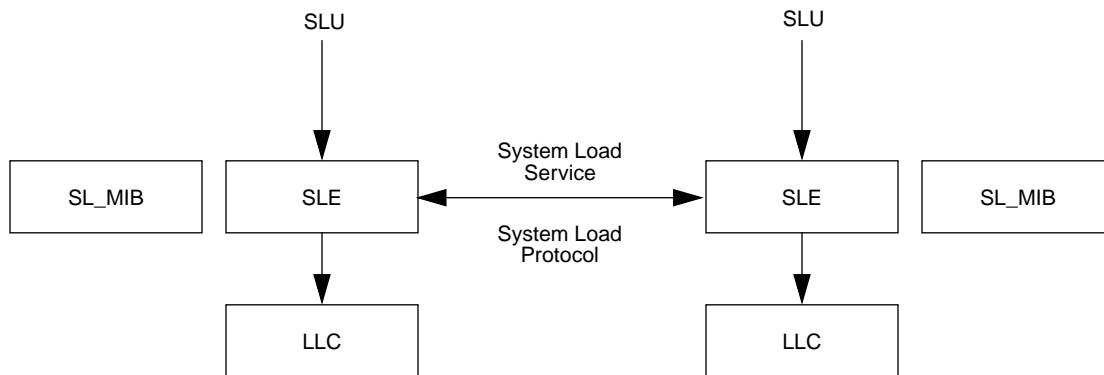 SLU
SLU
System Load
Service
SL_MIB
SLE
SLE
SL_MIB
System Load
Protocol
LLC
LLC